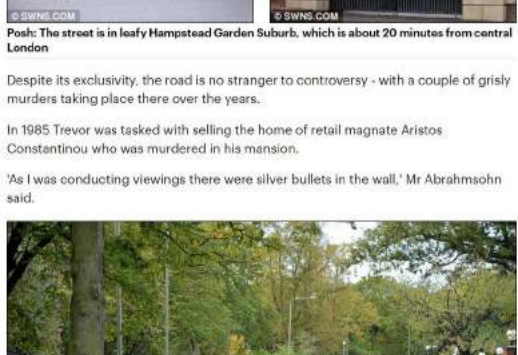 © SWNS.COM
© SWNS.COM
Posh: The street is in leafy Hampstead Garden Suburb, which is about 20 minutes from central
London
Despite its exclusivity, the road is no stranger to controversy - with a couple of grisly
murders taking place there over the years.
In 1985 Trevor was tasked with selling the home of retail magnate Aristos
Constantinou who was murdered in his mansion.
'As I was conducting viewings there were silver bullets in the wall,' Mr Abrahmsohn
said.